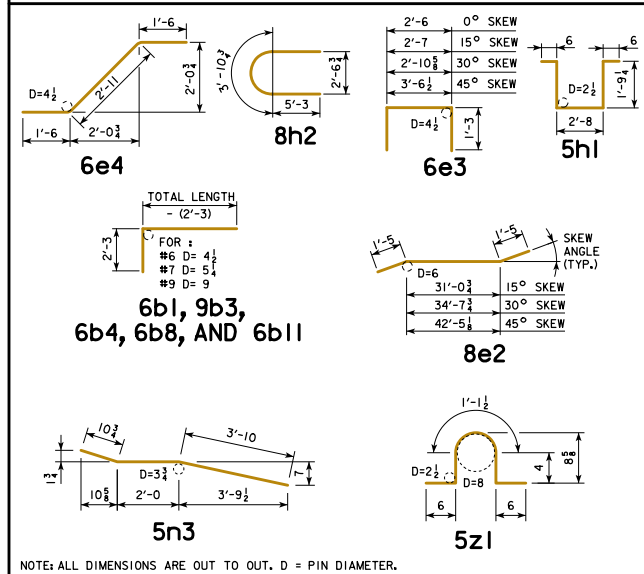 1'-6
D=4½
2'-11
2'-0¾
1'-6
2'-0¾
6e4
3'-10¾
2'-6¾
5'-3
8h2
2'-6 0° SKEW
2'-7 15° SKEW
2'-10⅝ 30° SKEW
3'-6½ 45° SKEW
D=4½
1'-3
6e3
6
6
D=2½
1'-9¼
2'-8
5h1
TOTAL LENGTH
- (2'-3)
2'-3
FOR :
#6 D= 4½
#7 D= 5¼
#9 D= 9
6b1, 9b3,
6b4, 6b8, AND 6b11
1'-5
1'-5
SKEW
ANGLE
(TYP.)
D=6
31'-0¾ 15° SKEW
34'-7¾ 30° SKEW
42'-5⅛ 45° SKEW
8e2
10¾
1¾
3'-10
D=3¾
7
10⅝
2'-0
3'-9½
5n3
1'-1½
D=2½
D=8
4
8⅝
6
6
5z1
NOTE: ALL DIMENSIONS ARE OUT TO OUT. D = PIN DIAMETER.